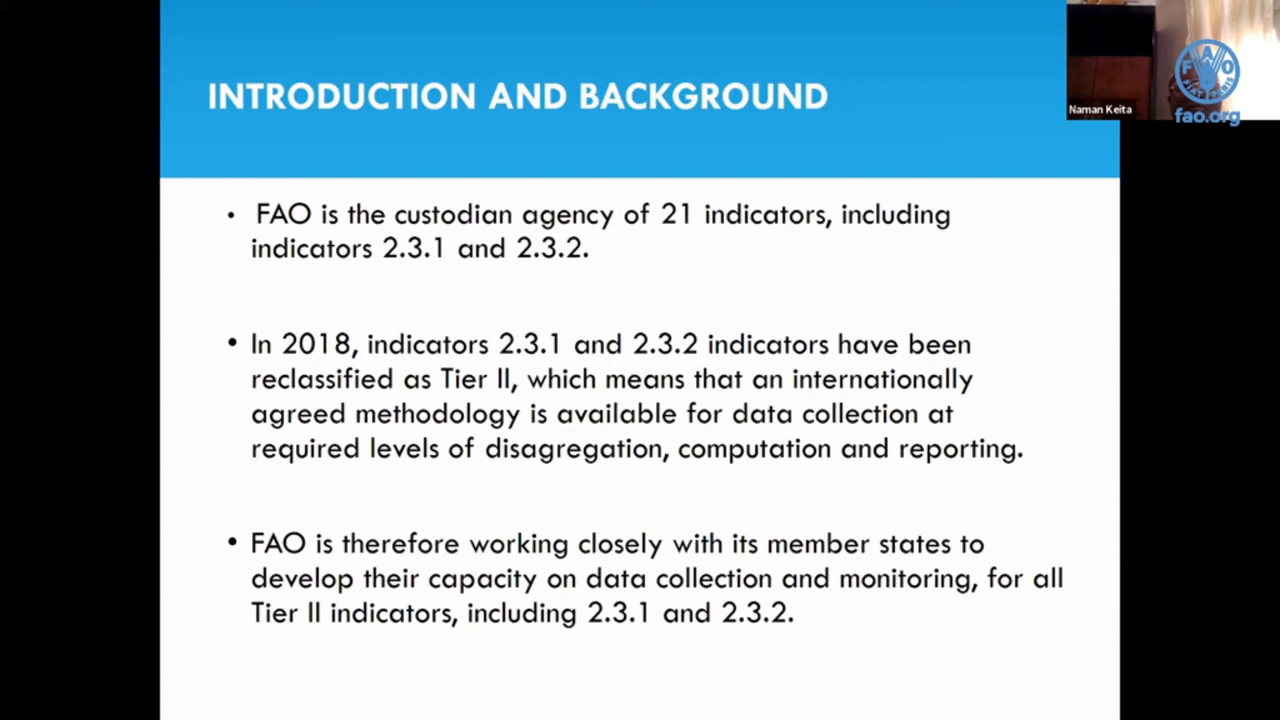 INTRODUCTION AND BACKGROUND
Naman Keita
FAO
fao.org
• FAO is the custodian agency of 21 indicators, including
indicators 2.3.1 and 2.3.2.
• In 2018, indicators 2.3.1 and 2.3.2 indicators have been
reclassified as Tier II, which means that an internationally
agreed methodology is available for data collection at
required levels of disagregation, computation and reporting.
• FAO is therefore working closely with its member states to
develop their capacity on data collection and monitoring, for all
Tier II indicators, including 2.3.1 and 2.3.2.